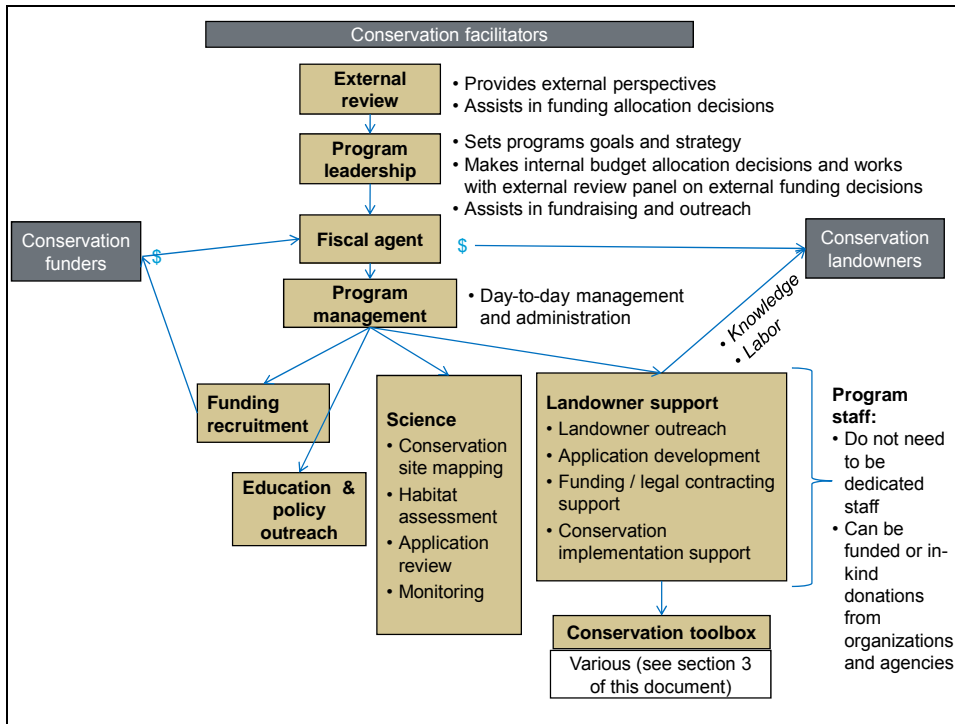 Conservation facilitators
External
review
• Provides external perspectives
• Assists in funding allocation decisions
Program
leadership
• Sets programs goals and strategy
• Makes internal budget allocation decisions and works
with external review panel on external funding decisions
• Assists in fundraising and outreach
Conservation
funders
$
Fiscal agent
$
Conservation
landowners
Program
management
• Day-to-day management
and administration
• Knowledge
• Labor
Funding
recruitment
Education &
policy
outreach
Science
• Conservation
site mapping
• Habitat
assessment
• Application
review
• Monitoring
Landowner support
• Landowner outreach
• Application development
• Funding / legal contracting
support
• Conservation
implementation support
Program
staff:
• Do not need
to be
dedicated
staff
• Can be
funded or in-
kind
donations
from
organizations
and agencies
Conservation toolbox
Various (see section 3
of this document)